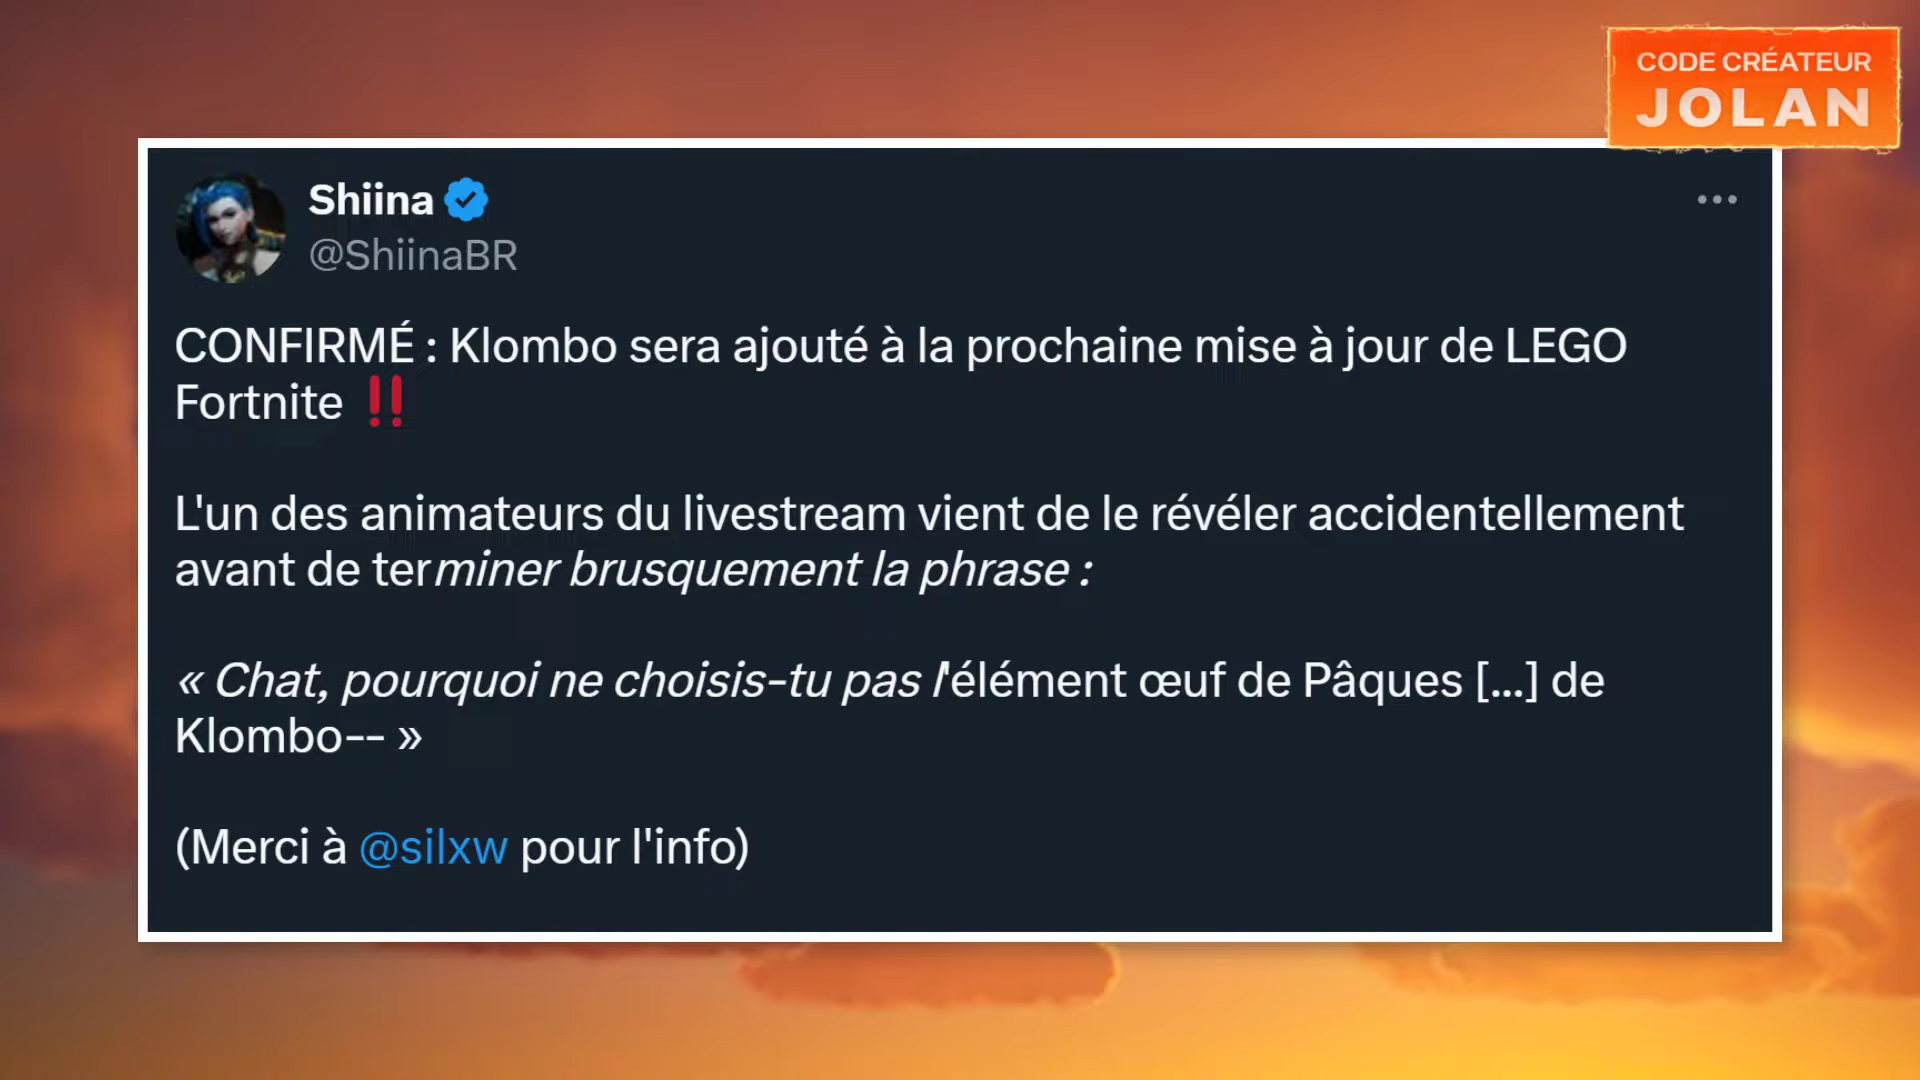 CODE CRÉATEUR
JOLAN
Shiina
@ShiinaBR
CONFIRMÉ : Klombo sera ajouté à la prochaine mise à jour de LEGO
Fortnite ‼️
L'un des animateurs du livestream vient de le révéler accidentellement
avant de terminer brusquement la phrase :
« Chat, pourquoi ne choisis-tu pas l'élément œuf de Pâques [...] de
Klombo-- »
(Merci à @silxw pour l'info)